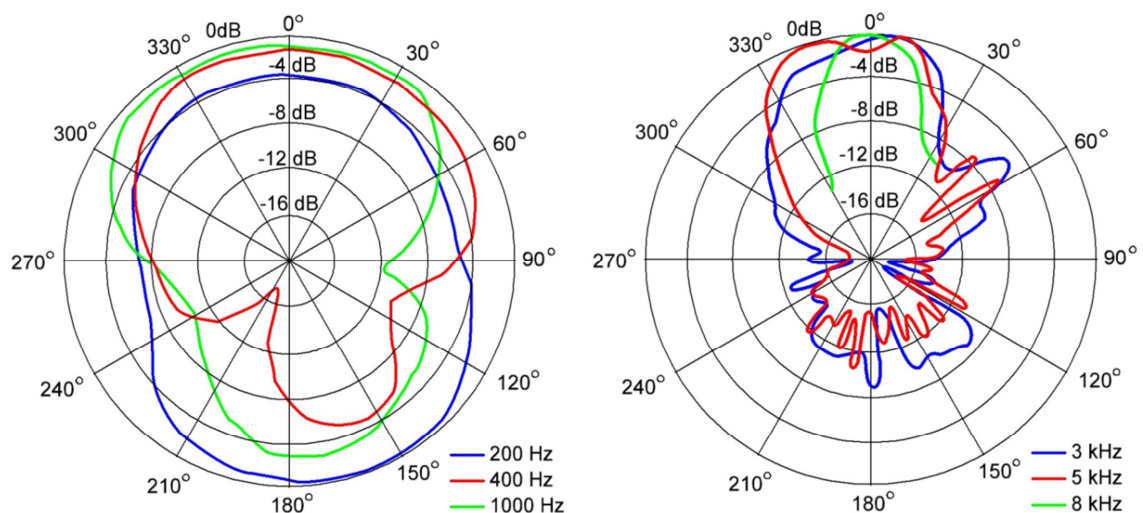 0dB
0°
330°
30°
-4 dB
-8 dB
300°
60°
-12 dB
-16 dB
270°
90°
240°
120°
210°
150°
180°
200 Hz
400 Hz
1000 Hz
0dB
0°
330°
30°
-4 dB
-8 dB
300°
60°
-12 dB
-16 dB
270°
90°
240°
120°
210°
150°
180°
3 kHz
5 kHz
8 kHz